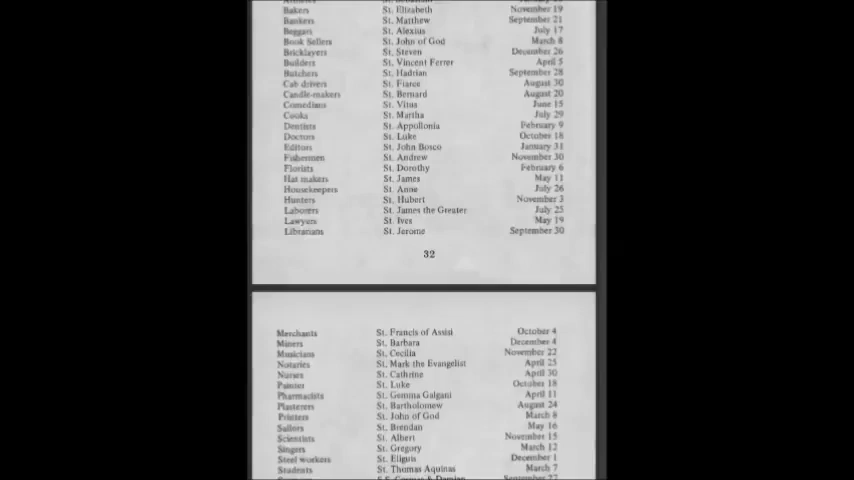 Bakers St. Elizabeth November 19
Bankers St. Matthew September 21
Beggars St. Alexius July 17
Book Sellers St. John of God March 8
Bricklayers St. Steven December 26
Builders St. Vincent Ferrer April 5
Butchers St. Hadrian September 28
Cab drivers St. Fiarce August 30
Candle-makers St. Bernard August 20
Comedians St. Vitus June 15
Cooks St. Martha July 29
Dentists St. Appollonia February 9
Doctors St. Luke October 18
Editors St. John Bosco January 31
Fishermen St. Andrew November 30
Florists St. Dorothy February 6
Hat makers St. James May 11
Housekeepers St. Anne July 26
Hunters St. Hubert November 3
Laborers St. James the Greater July 25
Lawyers St. Ives May 19
Librarians St. Jerome September 30
32
Merchants St. Francis of Assisi October 4
Miners St. Barbara December 4
Musicians St. Cecilia November 22
Notaries St. Mark the Evangelist April 25
Nurses St. Cathrine April 30
Painter St. Luke October 18
Pharmacists St. Gemma Galgani April 11
Plasterers St. Bartholomew August 24
Printers St. John of God March 8
Sailors St. Brendan May 16
Scientists St. Albert November 15
Singers St. Gregory March 12
Steel workers St. Eliguis December 1
Students St. Thomas Aquinas March 7